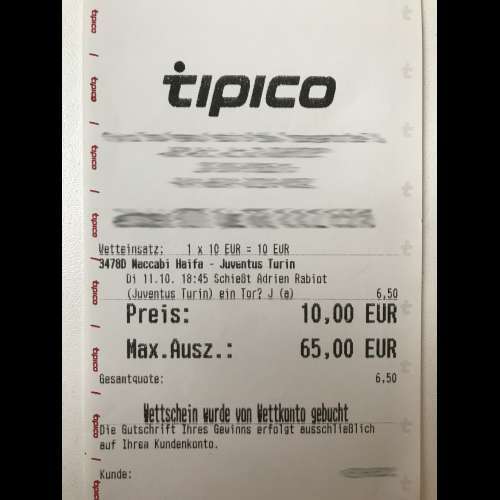 tipico
Wetteinsatz: 1 x 10 EUR = 10 EUR
3478D Maccabi Haifa - Juventus Turin
Di 11.10. 18:45 Schießt Adrien Rabiot
(Juventus Turin) ein Tor? J (a) 6,50
Preis: 10,00 EUR
Max.Ausz.: 65,00 EUR
Gesamtquote: 6,50
Wettschein wurde von Wettkonto gebucht
Die Gutschrift Ihres Gewinns erfolgt ausschließlich
auf Ihren Kundenkonto.
Kunde: